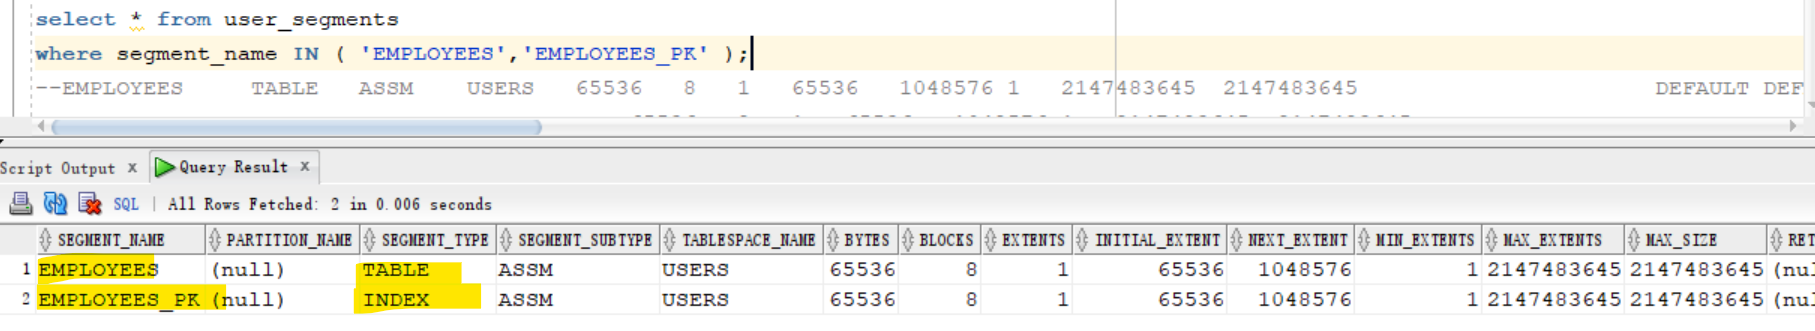 select * from user_segments
where segment_name IN ( 'EMPLOYEES','EMPLOYEES_PK' );
--EMPLOYEES TABLE ASSM USERS 65536 8 1 65536 1048576 1 2147483645 2147483645 DEFAULT DEF
Script Output x Query Result x
SQL | All Rows Fetched: 2 in 0.006 seconds
SEGMENT_NAME PARTITION_NAME SEGMENT_TYPE SEGMENT_SUBTYPE TABLESPACE_NAME BYTES BLOCKS EXTENTS INITIAL_EXTENT NEXT_EXTENT MIN_EXTENTS MAX_EXTENTS MAX_SIZE RET
1 EMPLOYEES (null) TABLE ASSM USERS 65536 8 1 65536 1048576 1 2147483645 2147483645 (nul
2 EMPLOYEES_PK (null) INDEX ASSM USERS 65536 8 1 65536 1048576 1 2147483645 2147483645 (nul